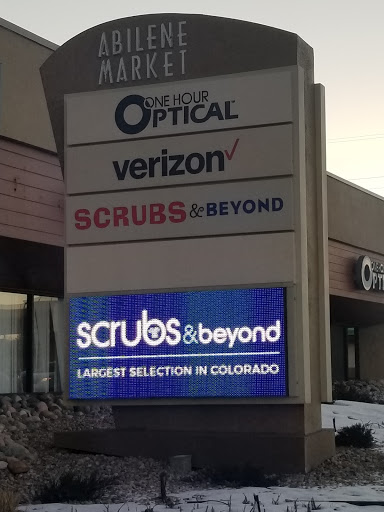 ABILENE
MARKET
ONE HOUR
OPTICAL
verizon
SCRUBS & BEYOND
scrubs & beyond
LARGEST SELECTION IN COLORADO